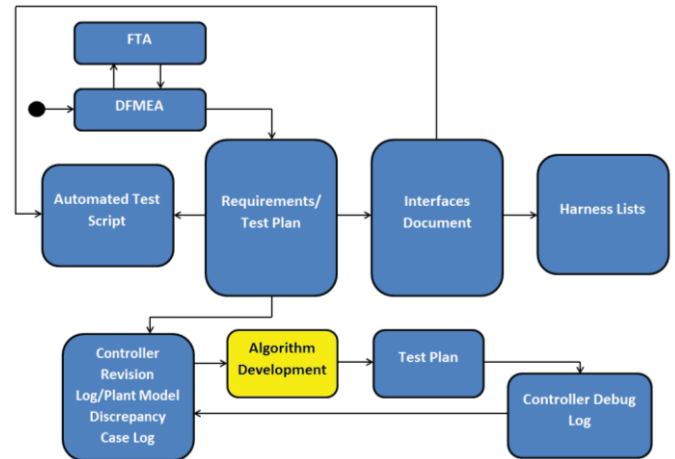 FTA
DFMEA
Automated Test
Script
Requirements/
Test Plan
Interfaces
Document
Harness Lists
Controller
Revision
Log/Plant Model
Discrepancy
Case Log
Algorithm
Development
Test Plan
Controller Debug
Log